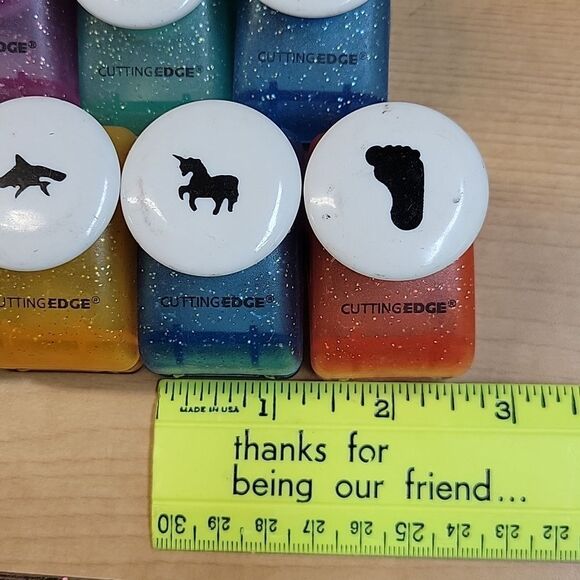 EDGE®
CUTTINGEDGE®
CUTTINGEDGE®
CUTTINGEDGE®
CUTTINGEDGE®
CUTTINGEDGE®
1 2 3
MADE IN USA
thanks for
being our friend...
30 29 28 27 26 25 24 23 22